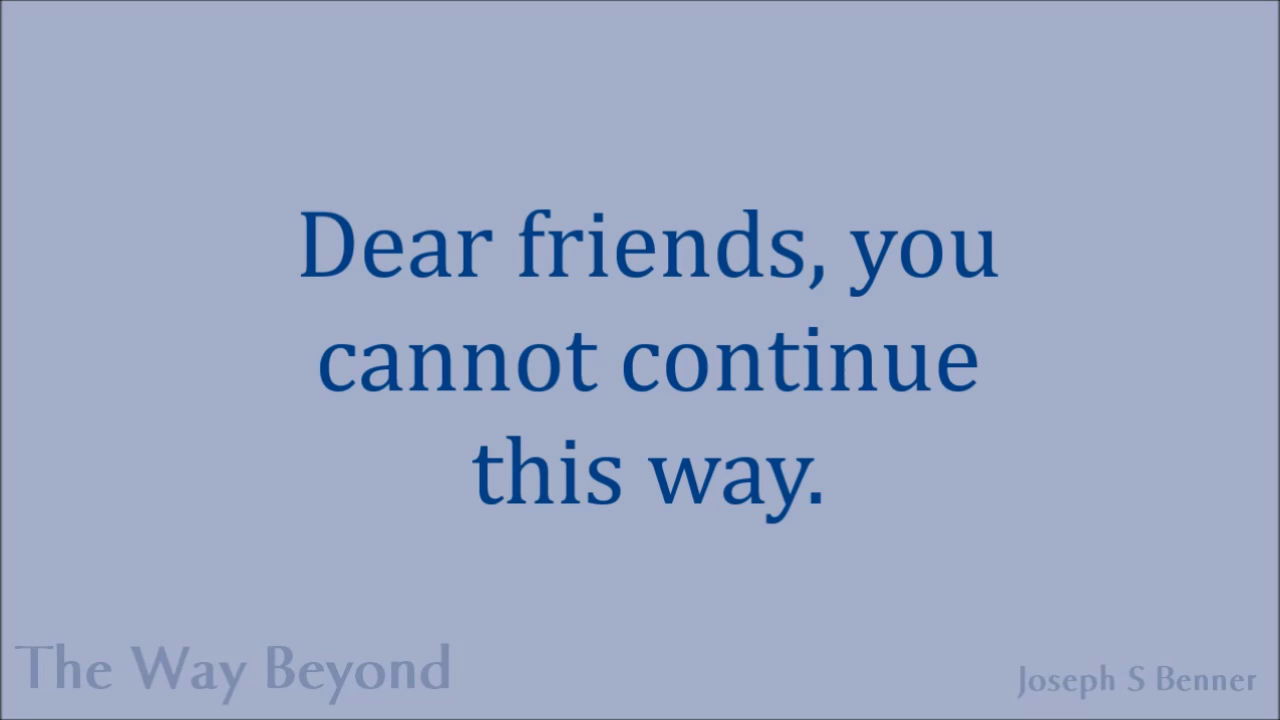 Dear friends, you
cannot continue
this way.
The Way Beyond
Joseph S Benner